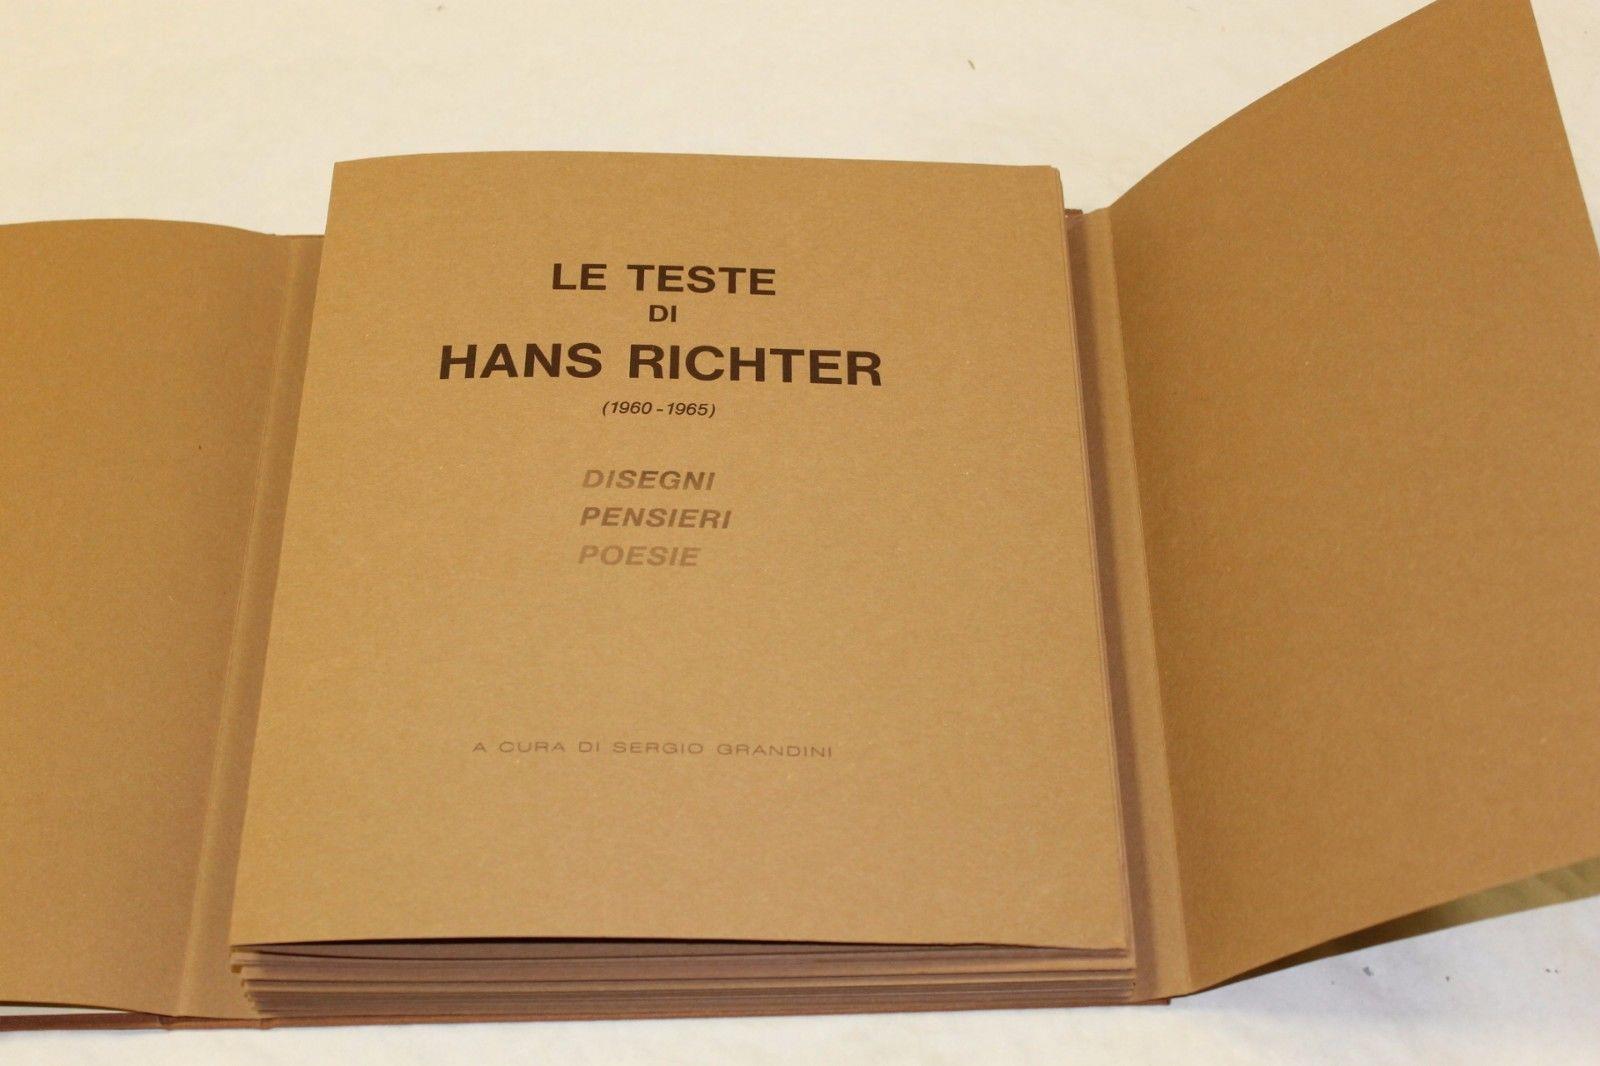 LE TESTE
DI
HANS RICHTER
(1960-1965)
DISEGNI
PENSIERI
POESIE
A CURA DI SERGIO GRANDINI